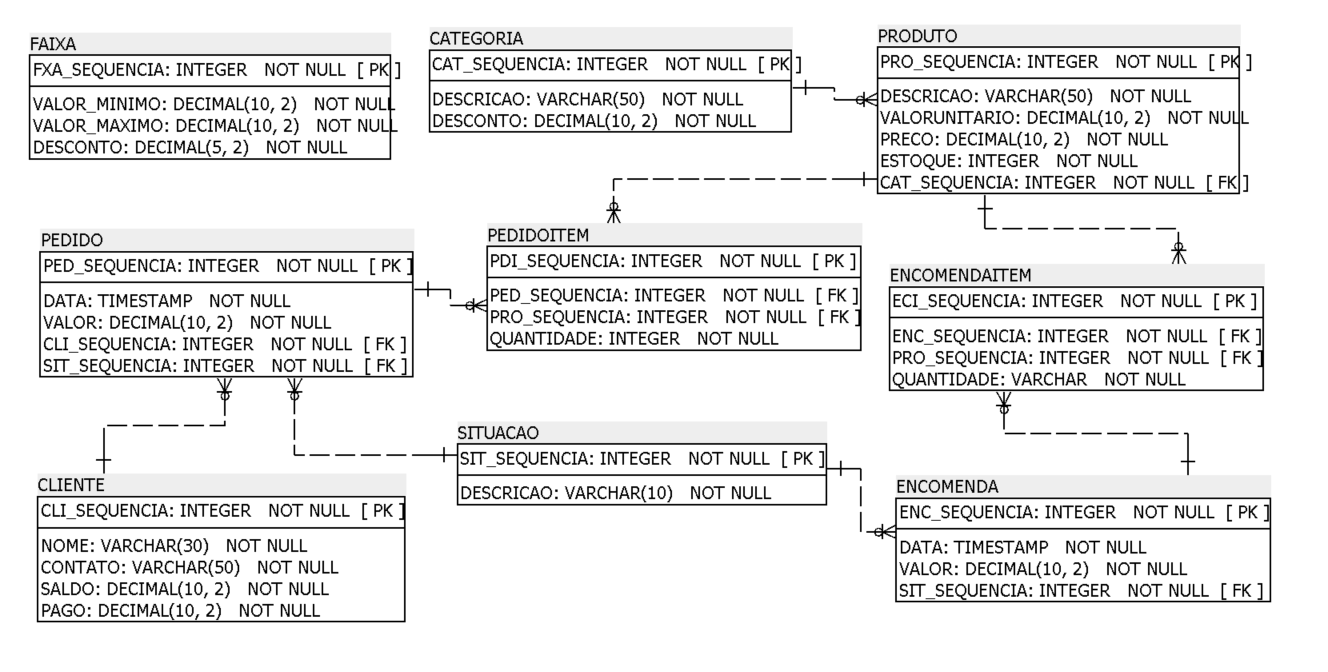 FAIXA
FXA_SEQUENCIA: INTEGER NOT NULL [ PK ]
VALOR_MINIMO: DECIMAL(10, 2) NOT NULL
VALOR_MAXIMO: DECIMAL(10, 2) NOT NULL
DESCONTO: DECIMAL(5, 2) NOT NULL
CATEGORIA
CAT_SEQUENCIA: INTEGER NOT NULL [ PK ]
DESCRICAO: VARCHAR(50) NOT NULL
DESCONTO: DECIMAL(10, 2) NOT NULL
PRODUTO
PRO_SEQUENCIA: INTEGER NOT NULL [ PK ]
DESCRICAO: VARCHAR(50) NOT NULL
VALORUNITARIO: DECIMAL(10, 2) NOT NULL
PRECO: DECIMAL(10, 2) NOT NULL
ESTOQUE: INTEGER NOT NULL
CAT_SEQUENCIA: INTEGER NOT NULL [ FK ]
PEDIDO
PED_SEQUENCIA: INTEGER NOT NULL [ PK ]
DATA: TIMESTAMP NOT NULL
VALOR: DECIMAL(10, 2) NOT NULL
CLI_SEQUENCIA: INTEGER NOT NULL [ FK ]
SIT_SEQUENCIA: INTEGER NOT NULL [ FK ]
PEDIDOITEM
PDI_SEQUENCIA: INTEGER NOT NULL [ PK ]
PED_SEQUENCIA: INTEGER NOT NULL [ FK ]
PRO_SEQUENCIA: INTEGER NOT NULL [ FK ]
QUANTIDADE: INTEGER NOT NULL
ENCOMENDAITEM
ECI_SEQUENCIA: INTEGER NOT NULL [ PK ]
ENC_SEQUENCIA: INTEGER NOT NULL [ FK ]
PRO_SEQUENCIA: INTEGER NOT NULL [ FK ]
QUANTIDADE: VARCHAR NOT NULL
CLIENTE
CLI_SEQUENCIA: INTEGER NOT NULL [ PK ]
NOME: VARCHAR(30) NOT NULL
CONTATO: VARCHAR(50) NOT NULL
SALDO: DECIMAL(10, 2) NOT NULL
PAGO: DECIMAL(10, 2) NOT NULL
SITUACAO
SIT_SEQUENCIA: INTEGER NOT NULL [ PK ]
DESCRICAO: VARCHAR(10) NOT NULL
ENCOMENDA
ENC_SEQUENCIA: INTEGER NOT NULL [ PK ]
DATA: TIMESTAMP NOT NULL
VALOR: DECIMAL(10, 2) NOT NULL
SIT_SEQUENCIA: INTEGER NOT NULL [ FK ]